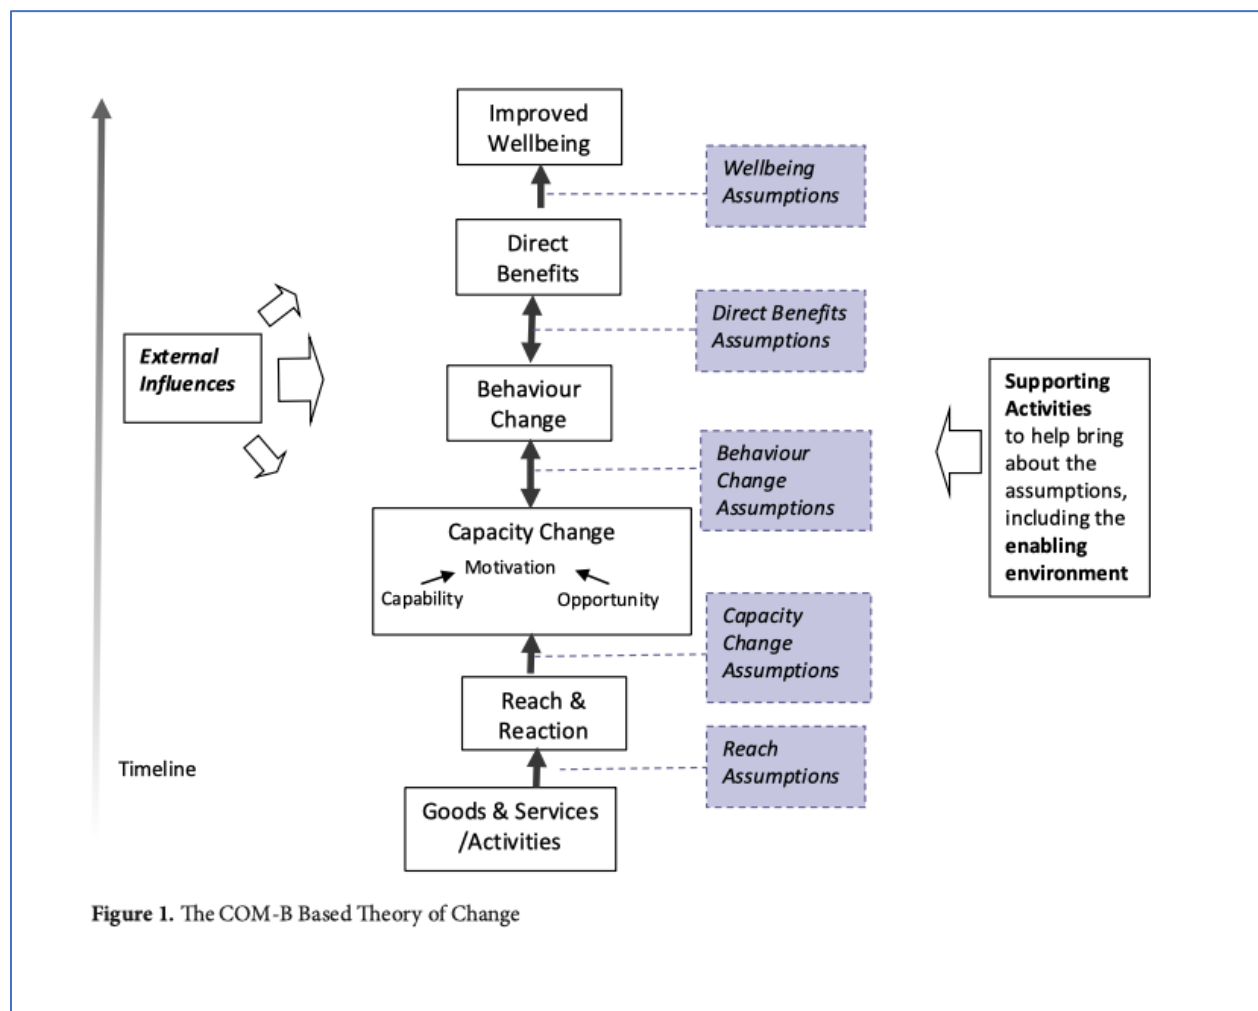 Improved
Wellbeing
Wellbeing
Assumptions
Direct
Benefits
Direct Benefits
Assumptions
External
Influences
Behaviour
Change
Supporting
Activities
to help bring
about the
assumptions,
including the
enabling
environment
Behaviour
Change
Assumptions
Capacity Change
Motivation
Capability
Opportunity
Capacity
Change
Assumptions
Reach &
Reaction
Reach
Assumptions
Timeline
Goods & Services
/Activities
Figure 1. The COM-B Based Theory of Change